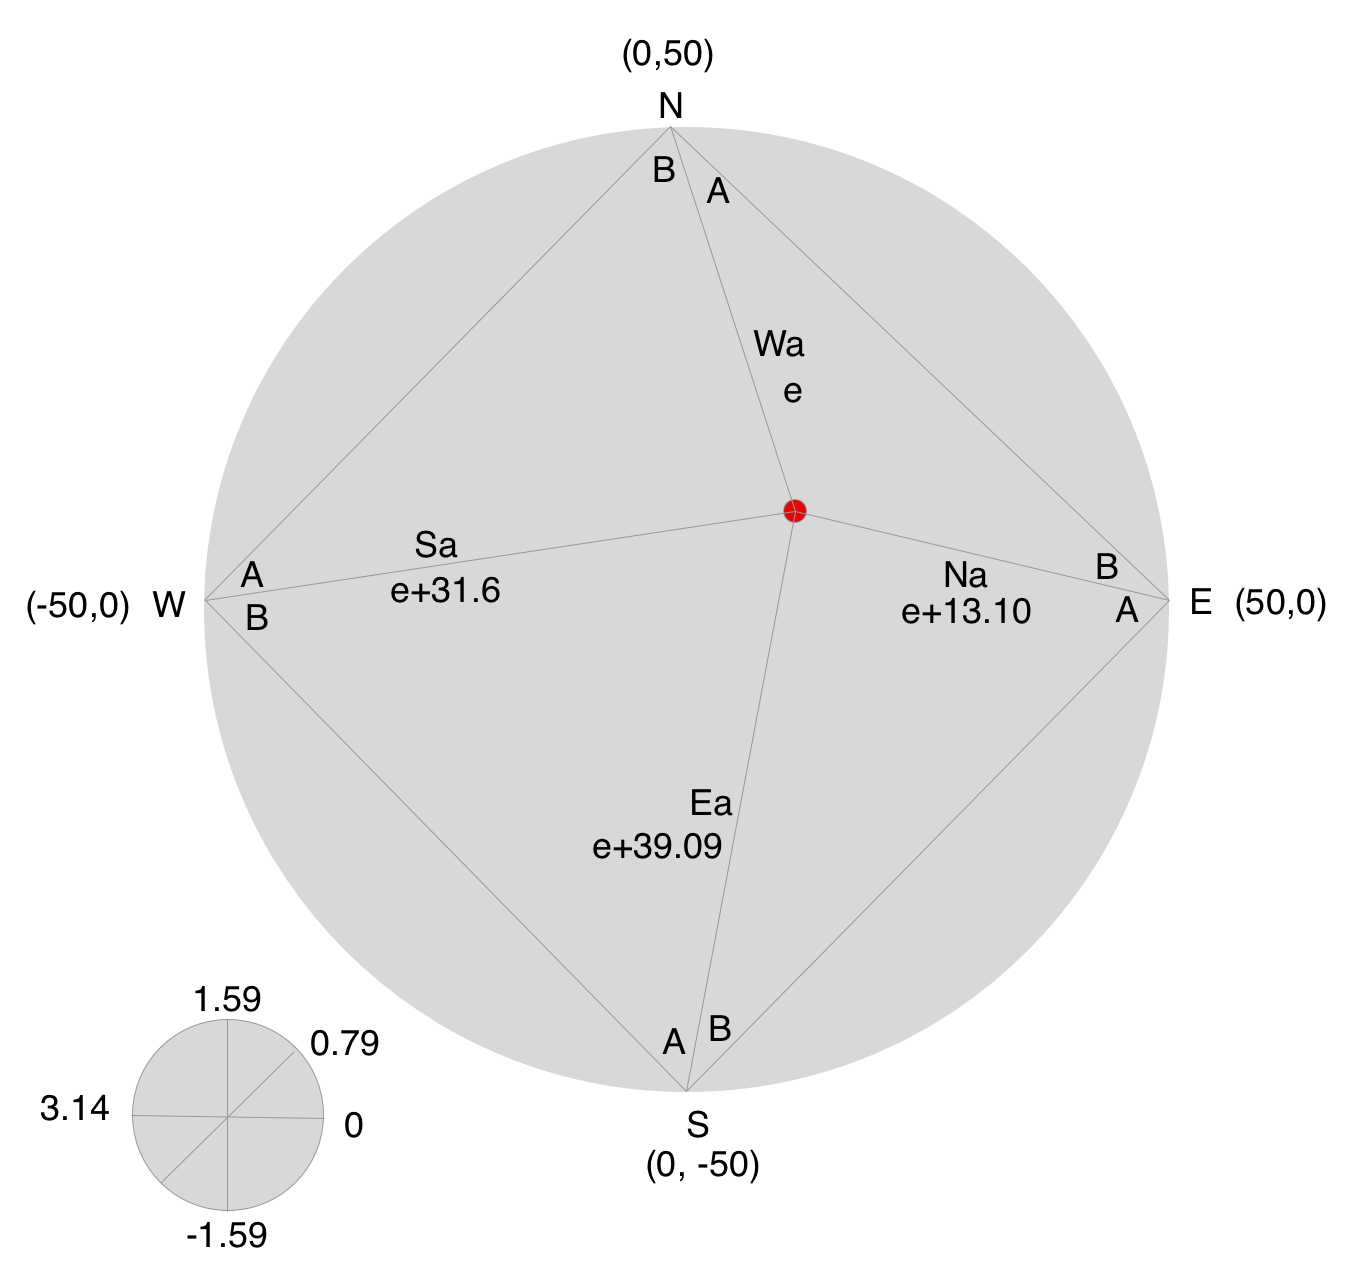 (0,50)
N
B
A
Wa
e
Sa
e+31.6
Na
e+13.10
B
A
A
B
(-50,0) W
E (50,0)
Ea
e+39.09
A
B
S
(0, -50)
1.59
0.79
3.14
0
-1.59